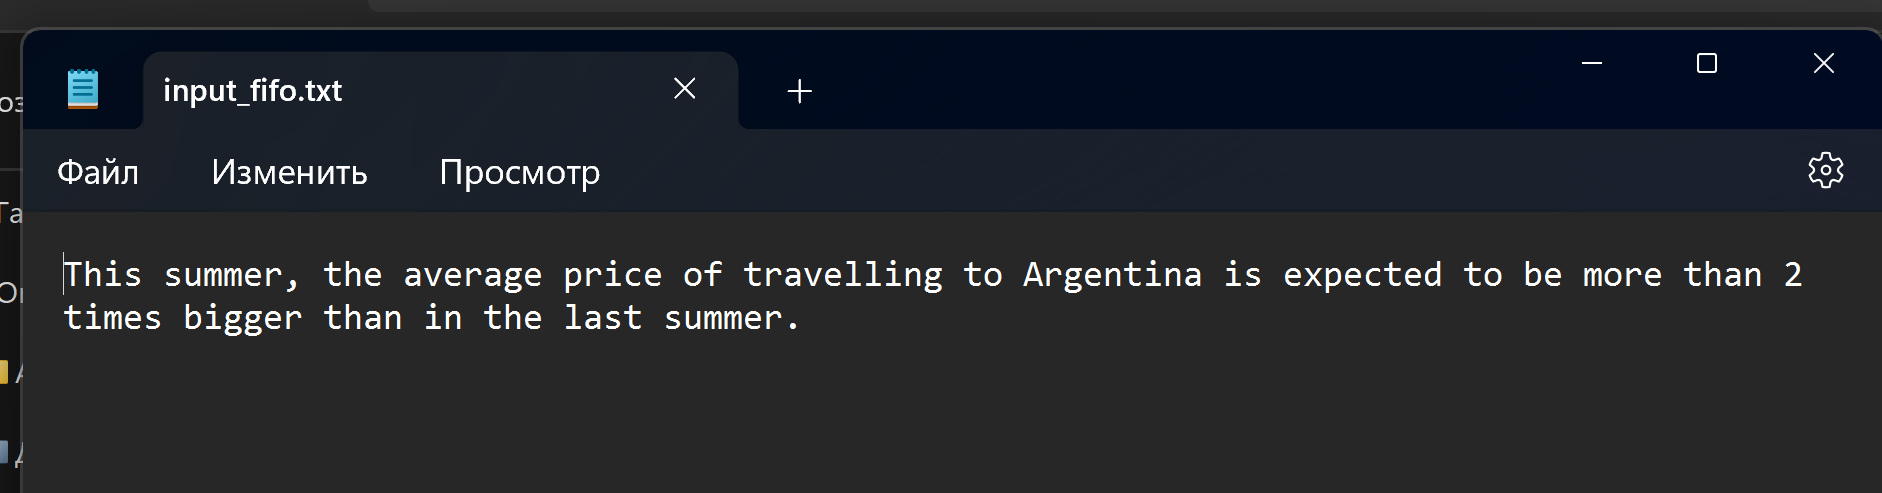 input_fifo.txt
Файл Изменить Просмотр
This summer, the average price of travelling to Argentina is expected to be more than 2
times bigger than in the last summer.